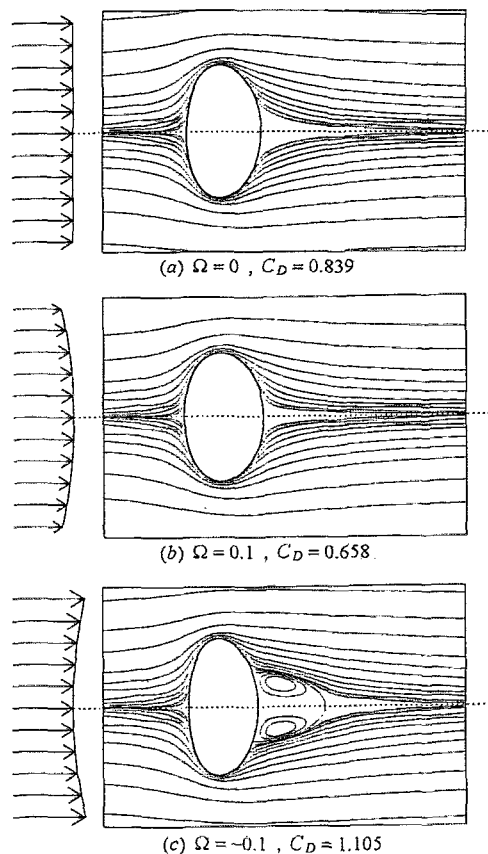 (a) Ω = 0 , C_D = 0.839
(b) Ω = 0.1 , C_D = 0.658
(c) Ω = -0.1 , C_D = 1.105